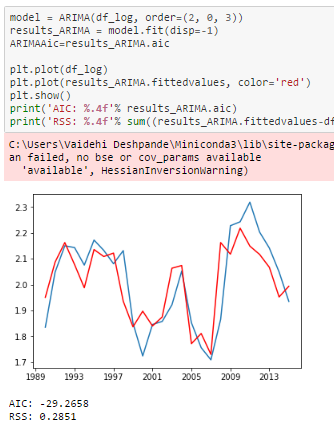 model = ARIMA(df_log, order=(2, 0, 3))
results_ARIMA = model.fit(disp=-1)
ARIMAAic=results_ARIMA.aic
plt.plot(df_log)
plt.plot(results_ARIMA.fittedvalues, color='red')
plt.show()
print('AIC: %.4f'% results_ARIMA.aic)
print('RSS: %.4f'% sum((results_ARIMA.fittedvalues-df
C:\Users\Vaidehi Deshpande\Miniconda3\lib\site-packag
an failed, no bse or cov_params available
'available', HessianInversionWarning)
2.3
2.2
2.1
2.0
1.9
1.8
1.7
1989 1993 1997 2001 2005 2009 2013
AIC: -29.2658
RSS: 0.2851